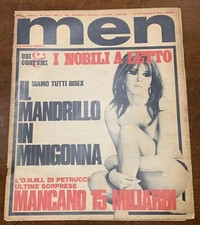 men
USI &
COSTUMI
I NOBILI A LETTO
SIAMO TUTTI BISEX
IL
MANDRILLO
IN
MINIGONNA
L'O.N.M.I. DI PETRUCCI:
ULTIME SORPRESE
MANCANO 15 MILIARDI